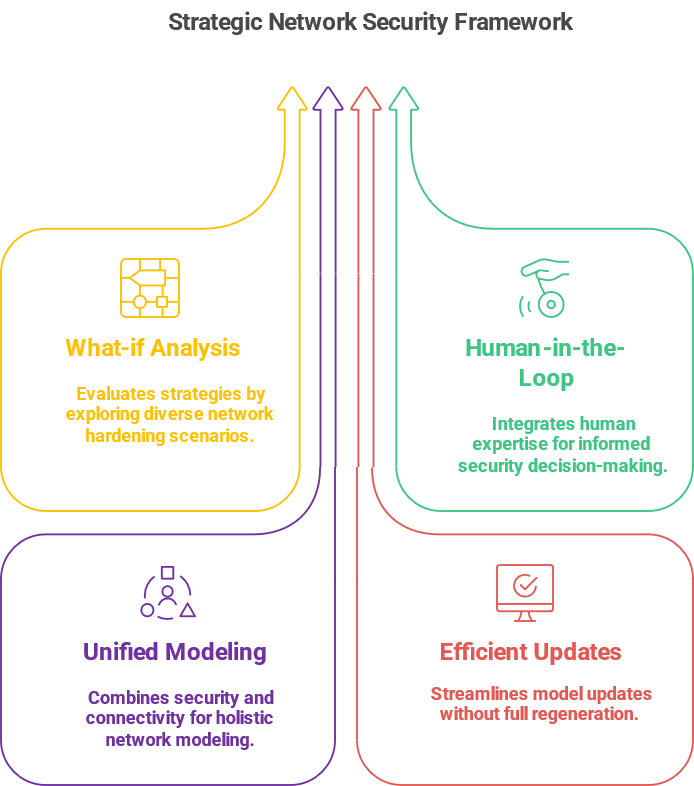 Strategic Network Security Framework
What-if Analysis
Evaluates strategies by
exploring diverse network
hardening scenarios.
Human-in-the-
Loop
Integrates human
expertise for informed
security decision-making.
Unified Modeling
Combines security and
connectivity for holistic
network modeling.
Efficient Updates
Streamlines model updates
without full regeneration.